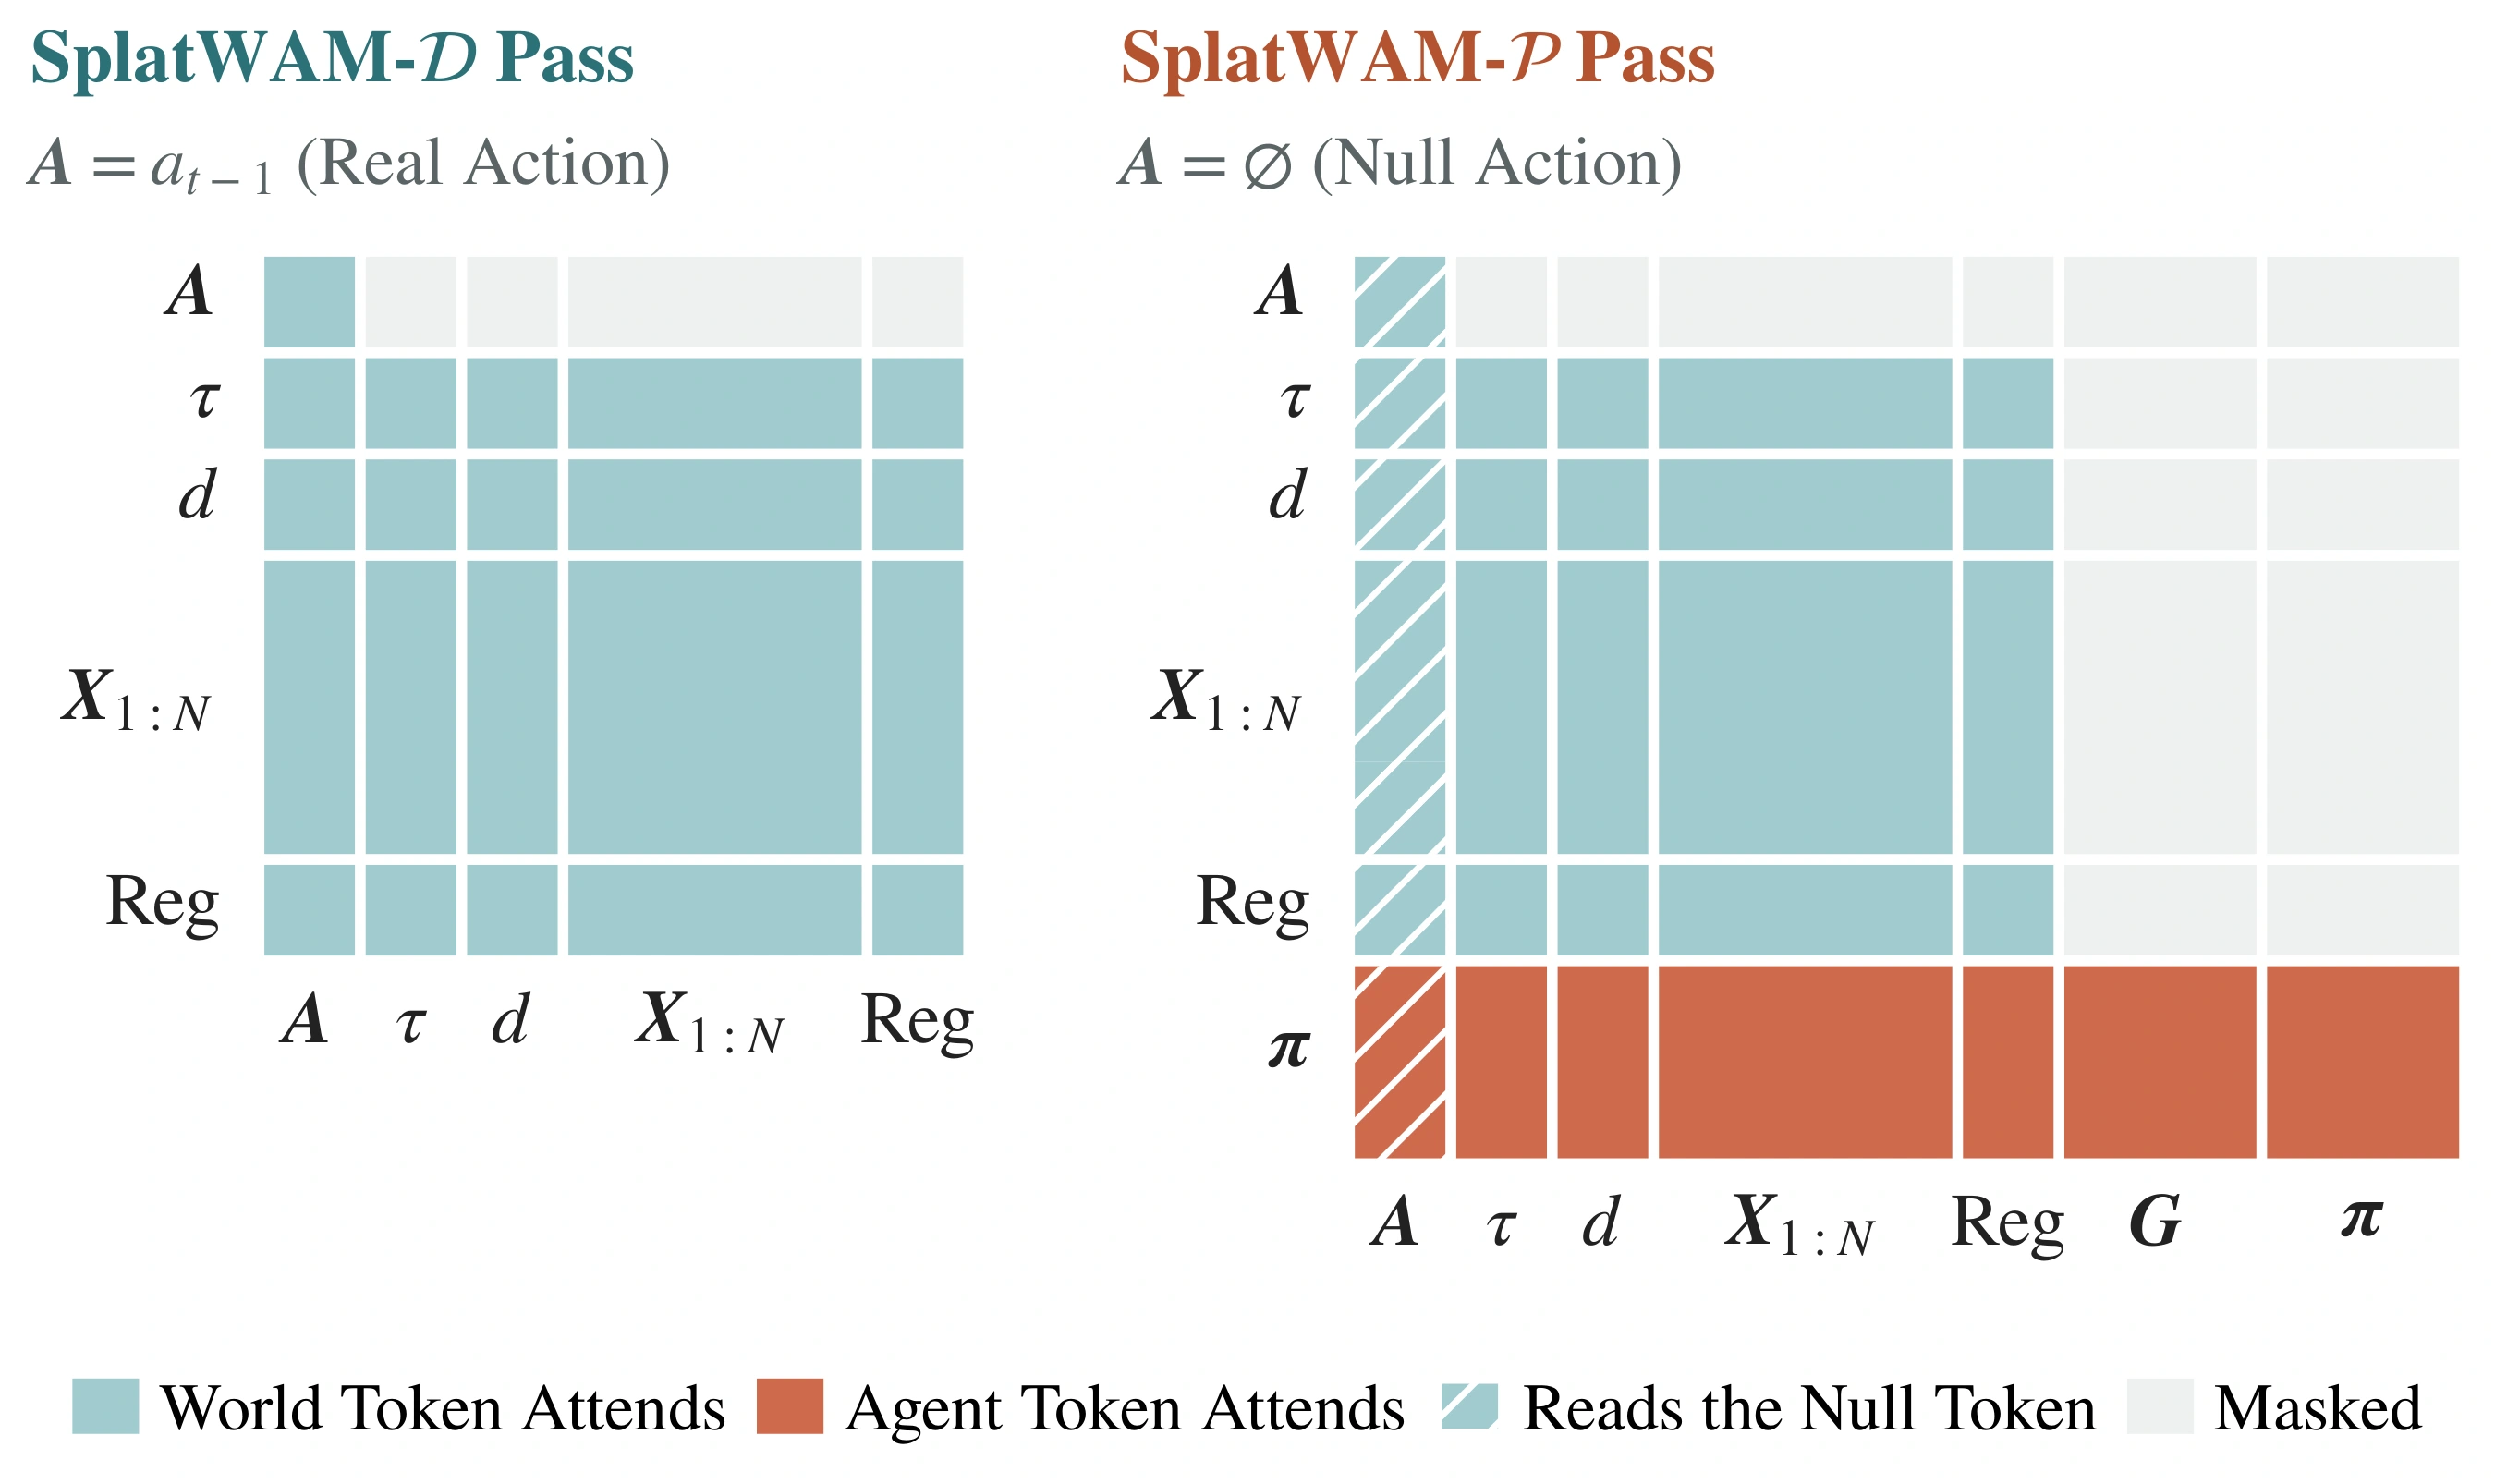 SplatWAM-𝒟 Pass
A = a_{t − 1} (Real Action)
A
τ
d
X_{1 : N}
Reg
A τ d X_{1 : N} Reg
SplatWAM-𝒫 Pass
A = ∅ (Null Action)
A
τ
d
X_{1 : N}
Reg
π
A τ d X_{1 : N} Reg G π
World Token Attends Agent Token Attends Reads the Null Token Masked